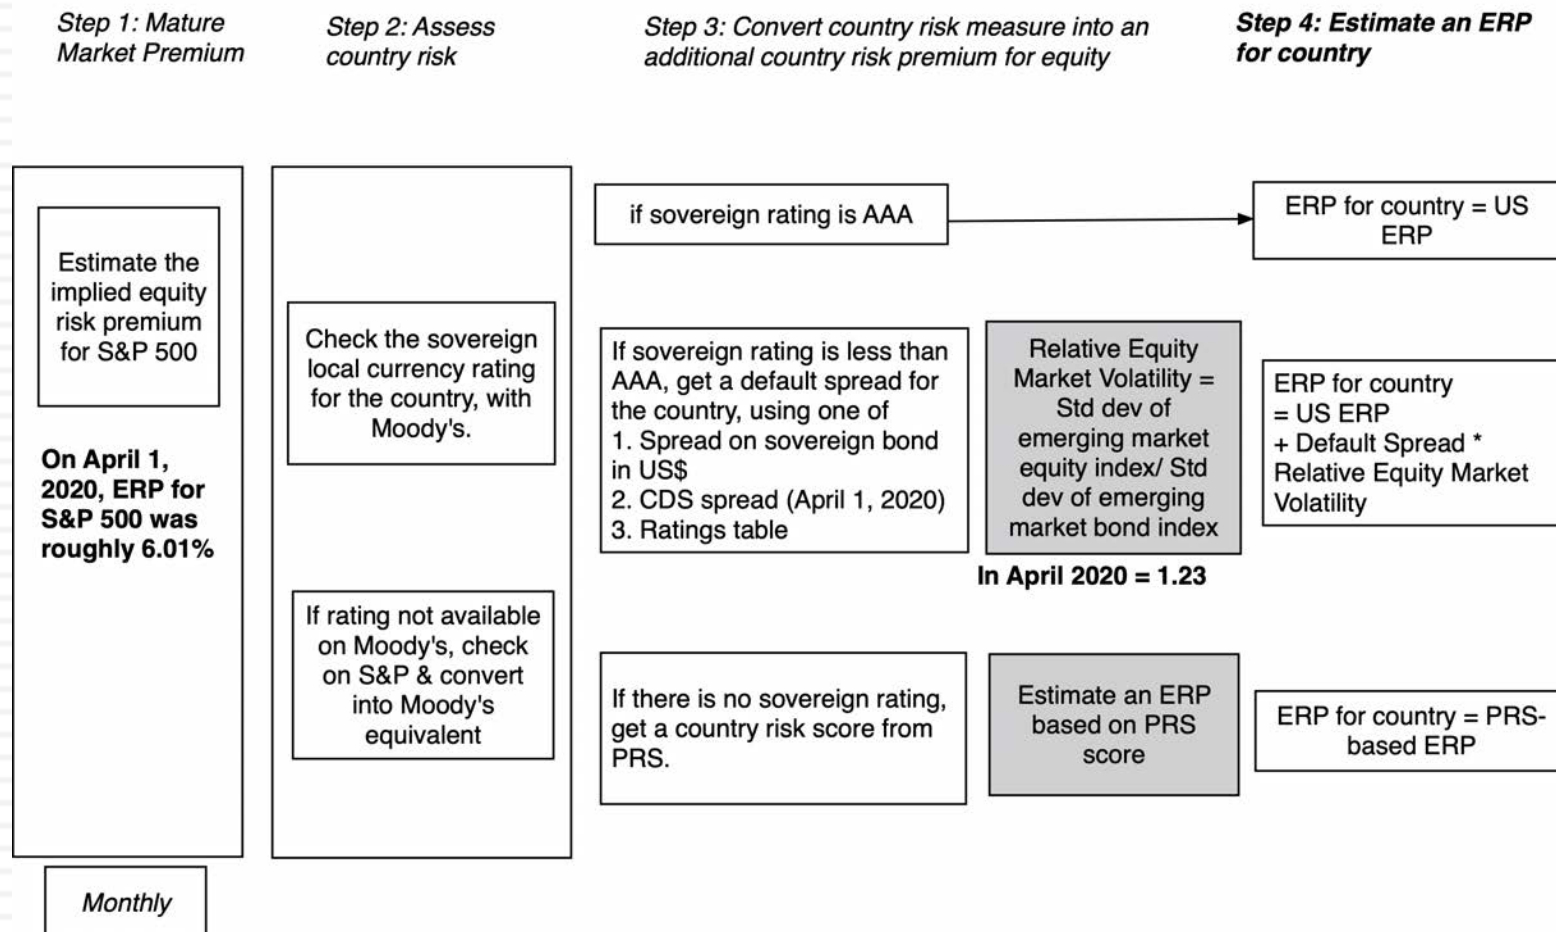 Step 1: Mature
Market Premium
Step 2: Assess
country risk
Step 3: Convert country risk measure into an
additional country risk premium for equity
Step 4: Estimate an ERP
for country
Estimate the
implied equity
risk premium
for S&P 500
On April 1,
2020, ERP for
S&P 500 was
roughly 6.01%
Monthly
Check the sovereign
local currency rating
for the country, with
Moody's.
If rating not available
on Moody's, check
on S&P & convert
into Moody's
equivalent
if sovereign rating is AAA
ERP for country = US
ERP
If sovereign rating is less than
AAA, get a default spread for
the country, using one of
1. Spread on sovereign bond
in US$
2. CDS spread (April 1, 2020)
3. Ratings table
Relative Equity
Market Volatility =
Std dev of
emerging market
equity index/ Std
dev of emerging
market bond index
In April 2020 = 1.23
ERP for country
= US ERP
+ Default Spread *
Relative Equity Market
Volatility
If there is no sovereign rating,
get a country risk score from
PRS.
Estimate an ERP
based on PRS
score
ERP for country = PRS-
based ERP